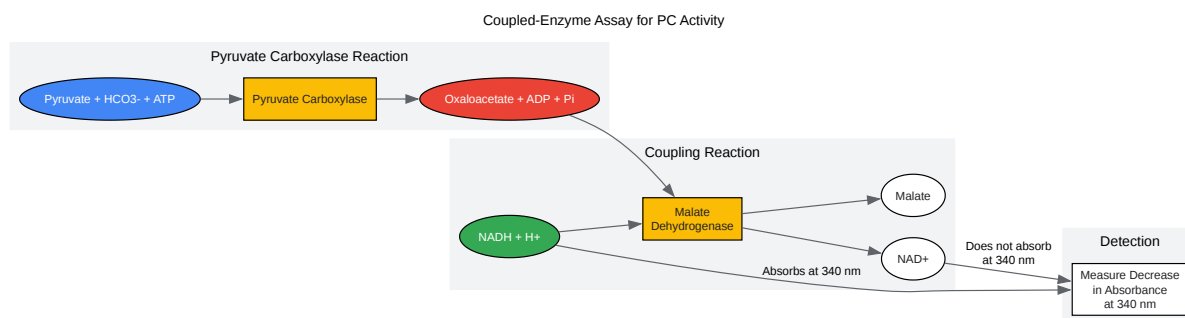 Coupled-Enzyme Assay for PC Activity
Pyruvate Carboxylase Reaction
Pyruvate + HCO3- + ATP
Pyruvate Carboxylase
Oxaloacetate + ADP + Pi
Coupling Reaction
Malate
Malate
Dehydrogenase
NADH + H+
NAD+
Absorbs at 340 nm
Does not absorb
at 340 nm
Detection
Measure Decrease
in Absorbance
at 340 nm